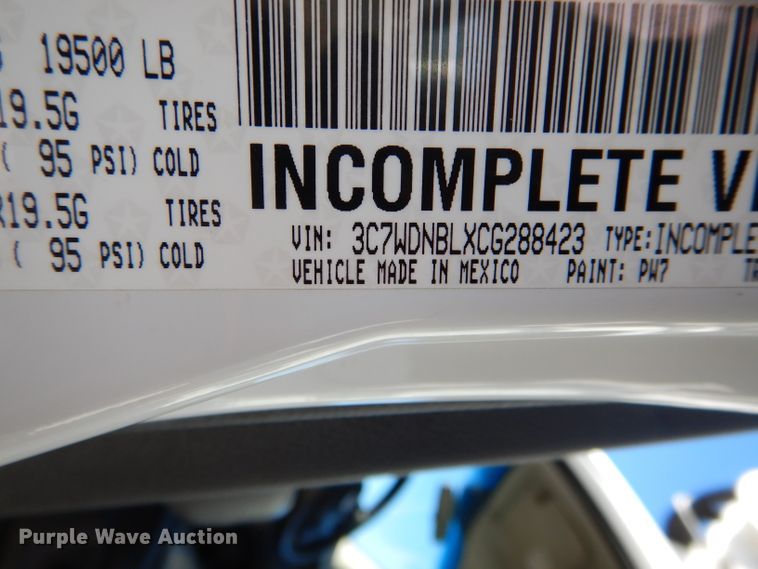 19500 LB
19.5G TIRES
( 95 PSI) COLD
R19.5G TIRES
( 95 PSI) COLD
INCOMPLETE
VIN: 3C7WDNBLXCG288423 TYPE: INCOMPLE
VEHICLE MADE IN MEXICO PAINT: PW7
Purple Wave Auction